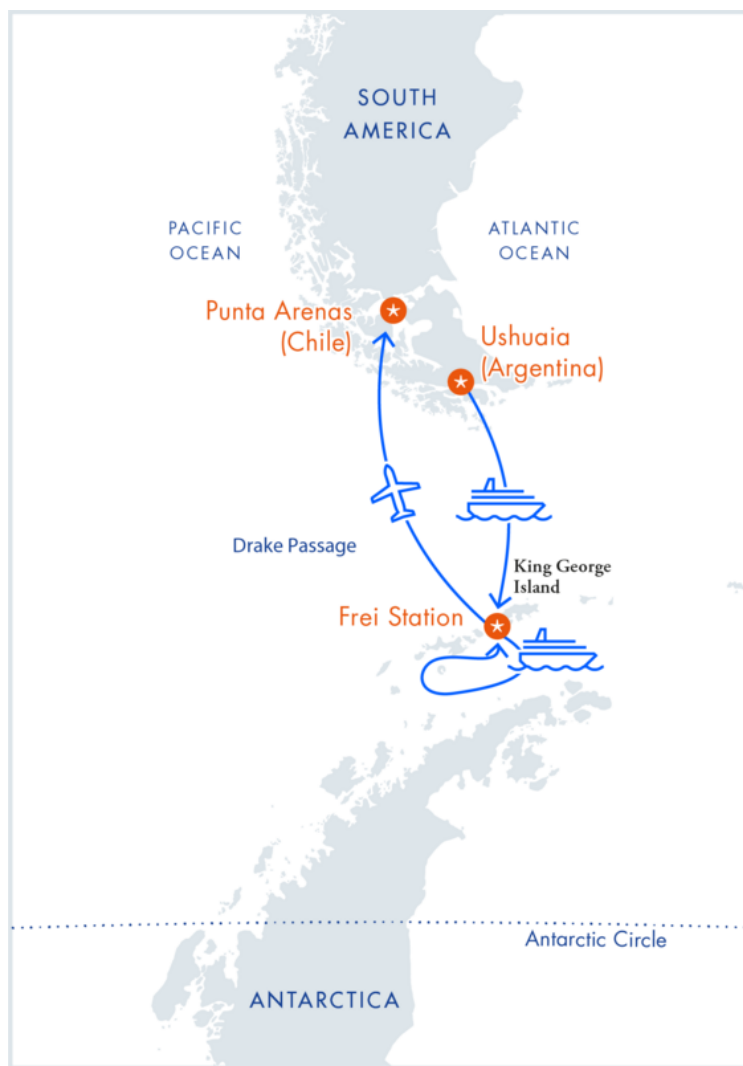 SOUTH
AMERICA
PACIFIC
OCEAN
ATLANTIC
OCEAN
Punta Arenas
(Chile)
Ushuaia
(Argentina)
Drake Passage
King George
Island
Frei Station
Antarctic Circle
ANTARCTICA